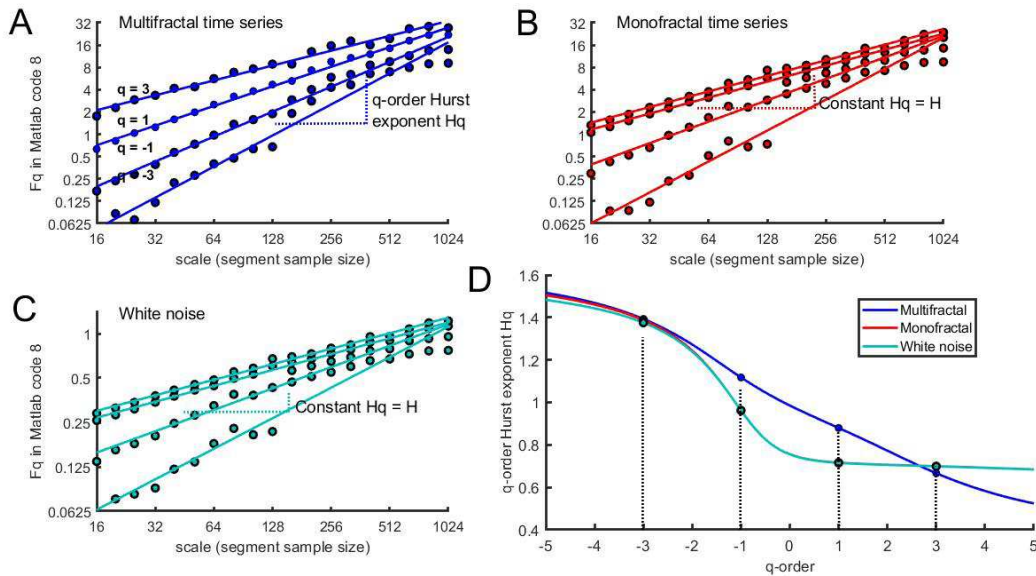 A
Multifractal time series
Fq in Matlab code 8
32
16
8
4
2
1
0.5
0.25
0.125
0.0625
q = 3
q = 1
q = -1
q -3
q-order Hurst
exponent Hq
16 32 64 128 256 512 1024
scale (segment sample size)
B
Monofractal time series
Fq in Matlab code 8
32
16
8
4
2
1
0.5
0.25
0.125
0.0625
Constant Hq = H
16 32 64 128 256 512 1024
scale (segment sample size)
C
White noise
Fq in Matlab code 8
1
0.5
0.25
0.125
0.0625
Constant Hq = H
16 32 64 128 256 512 1024
scale (segment sample size)
D
q-order Hurst exponent Hq
1.6
1.4
1.2
1
0.8
0.6
0.4
Multifractal
Monofractal
White noise
-5 -4 -3 -2 -1 0 1 2 3 4 5
q-order